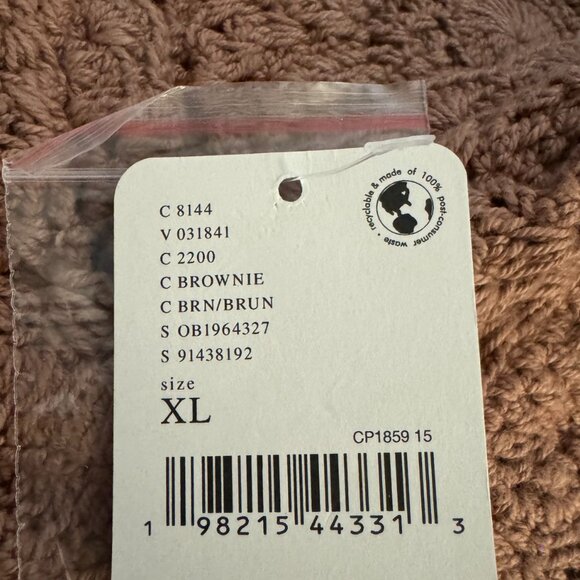 C 8144
V 031841
C 2200
C BROWNIE
C BRN/BRUN
S OB1964327
S 91438192
size
XL
recyclable & made of 100% post-consumer waste •
CP1859 15
1 98215 44331 3